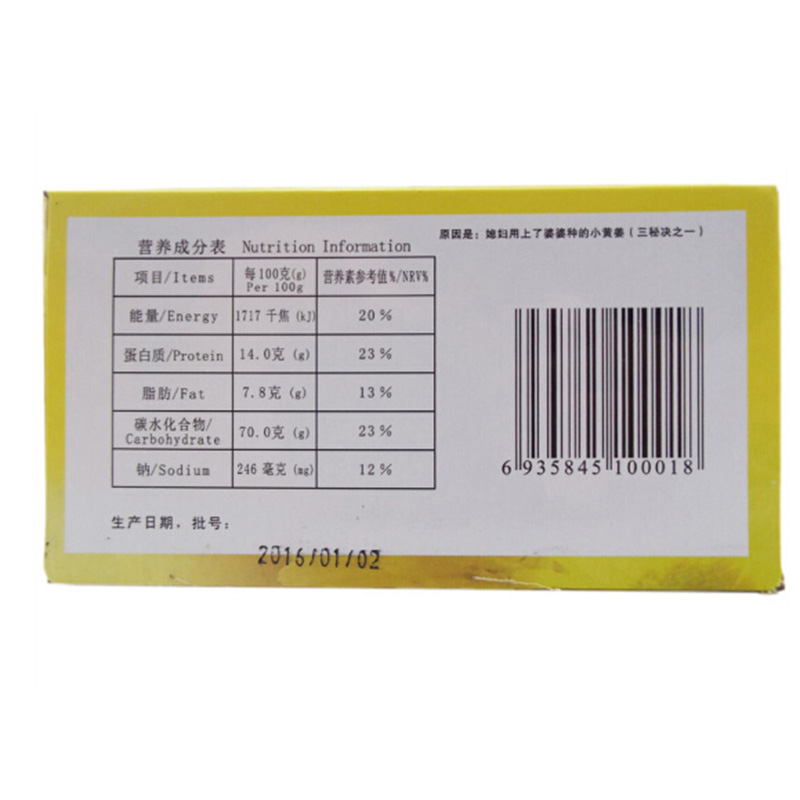 原因是：媳妇用上了婆婆种的小黄姜（三秘决之一）
营养成分表 Nutrition Information
项目/Items 每100克(g) Per 100g 营养素参考值%/NRV%
能量/Energy 1717 千焦 (kJ) 20%
蛋白质/Protein 14.0克 (g) 23%
脂肪/Fat 7.8克 (g) 13%
碳水化合物/Carbohydrate 70.0克 (g) 23%
钠/Sodium 246 毫克 (mg) 12%
6 935845 100018
生产日期，批号：
2016/01/02